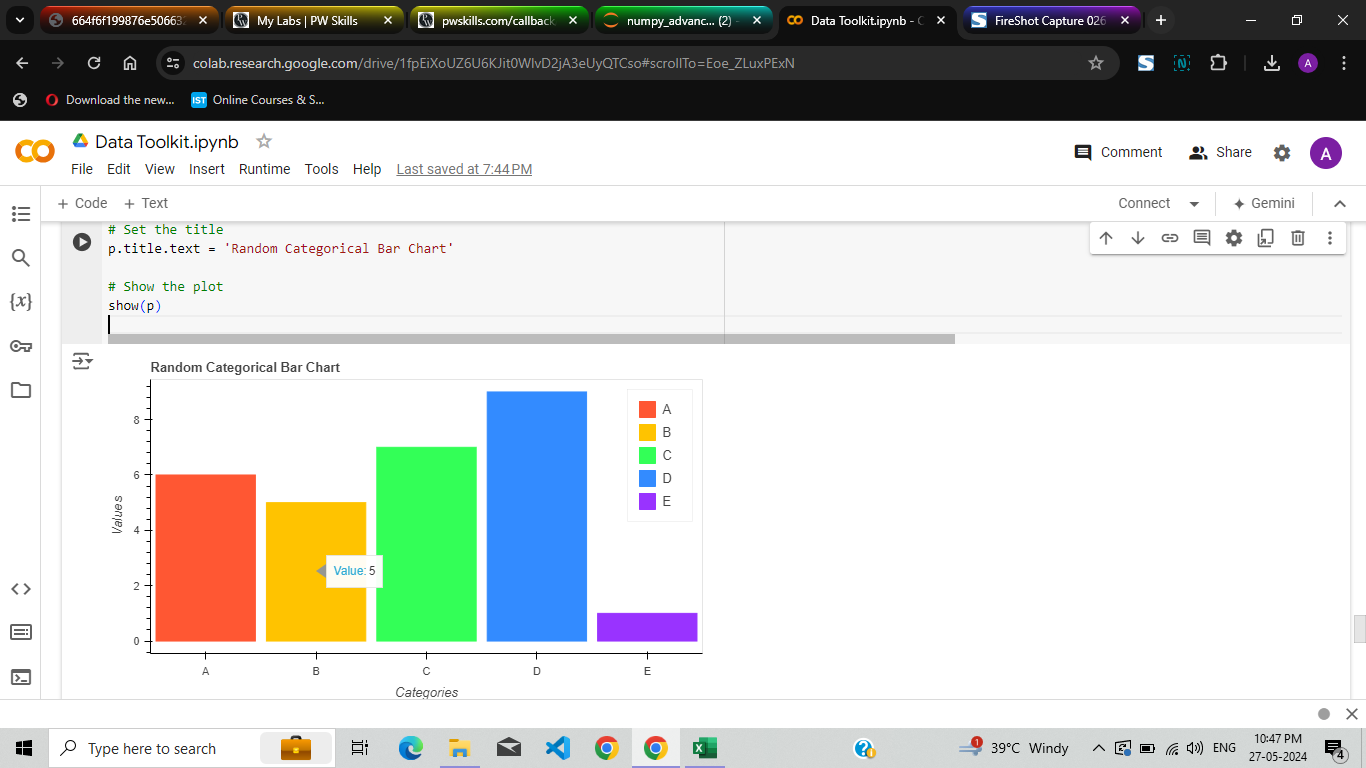 664f6f199876e50663
My Labs | PW Skills
pwskills.com/callback
numpy_advanc... (2) -
Data Toolkit.ipynb - C
FireShot Capture 026
colab.research.google.com/drive/1fpEiXoUZ6U6KJit0WlvD2jA3eUyQTCso#scrollTo=Eoe_ZLuxPExN
A
Download the new...
IST
Online Courses & S...
Data Toolkit.ipynb
Comment
Share
A
File Edit View Insert Runtime Tools Help Last saved at 7:44 PM
+ Code + Text
Connect
Gemini
# Set the title
p.title.text = 'Random Categorical Bar Chart'
# Show the plot
show(p)
{x}
Random Categorical Bar Chart
8
6
4
2
0
Values
A
B
C
D
E
Value: 5
A B C D E
Categories
Type here to search
1
39°C Windy
ENG
10:47 PM
27-05-2024
4